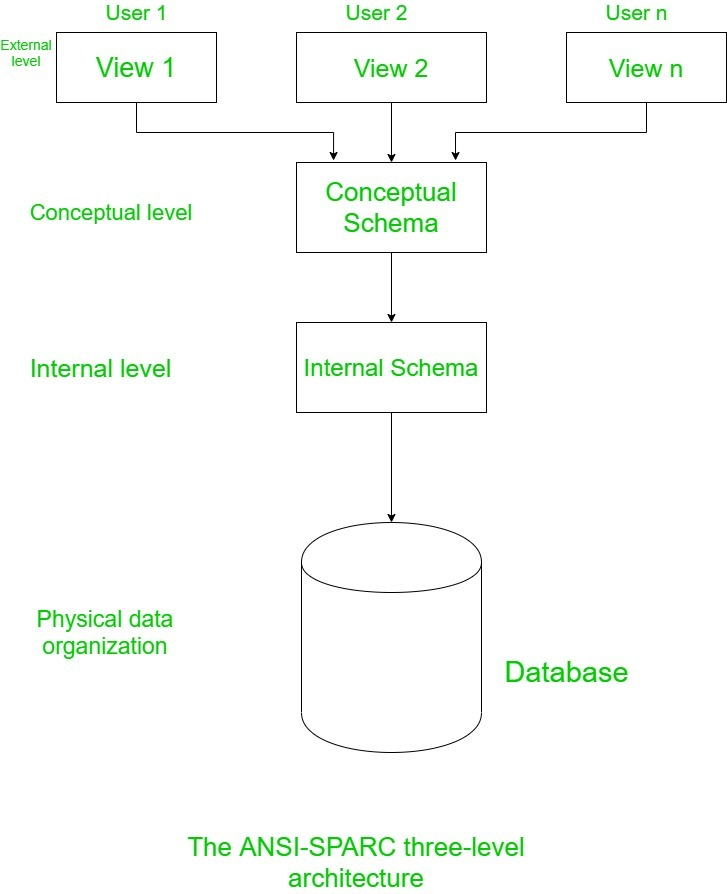 User 1
User 2
User n
External
level
View 1
View 2
View n
Conceptual level
Conceptual
Schema
Internal level
Internal Schema
Physical data
organization
Database
The ANSI-SPARC three-level
architecture